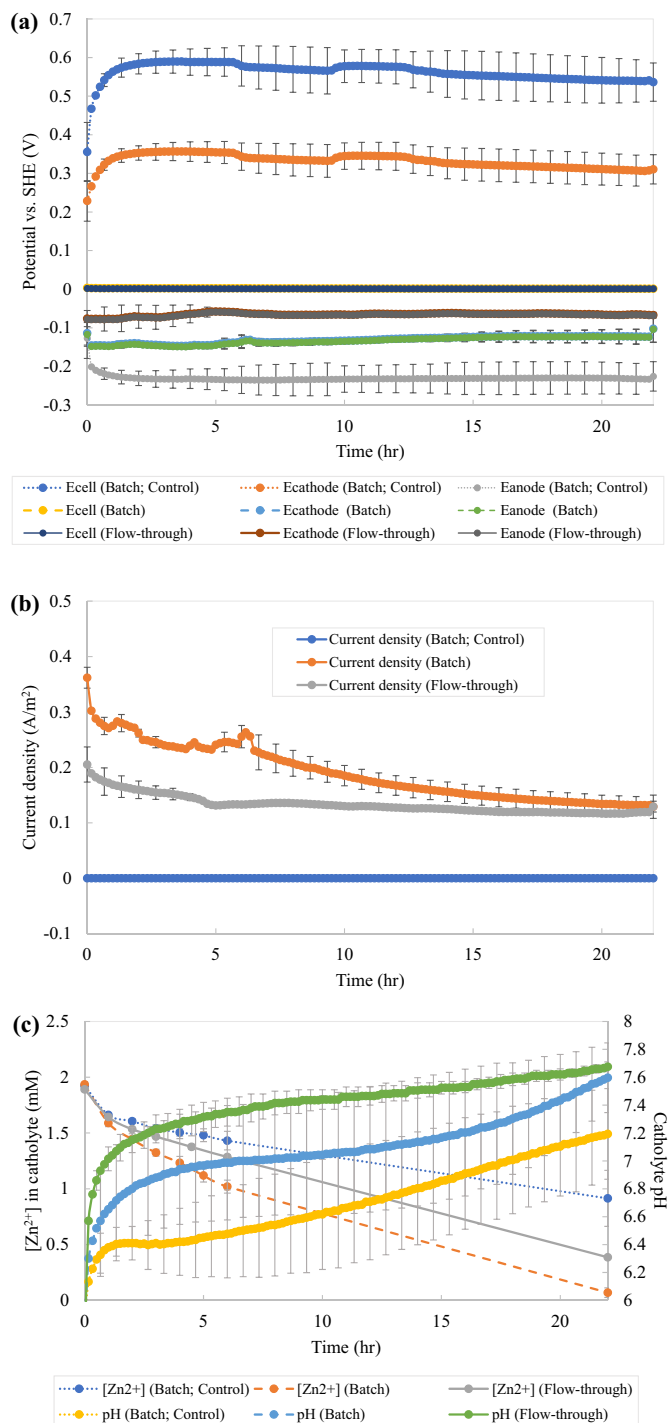 (a)
0.7
0.6
0.5
0.4
0.3
0.2
0.1
0
-0.1
-0.2
-0.3
Potential vs. SHE (V)
0 5 10 15 20
Time (hr)
Ecell (Batch; Control) Ecathode (Batch; Control) Eanode (Batch; Control)
Ecell (Batch) Ecathode (Batch) Eanode (Batch)
Ecell (Flow-through) Ecathode (Flow-through) Eanode (Flow-through)
(b)
0.5
0.4
0.3
0.2
0.1
0
-0.1
Current density (A/m²)
Current density (Batch; Control)
Current density (Batch)
Current density (Flow-through)
0 5 10 15 20
Time (hr)
(c)
2.5
2
1.5
1
0.5
0
[Zn²⁺] in catholyte (mM)
8
7.8
7.6
7.4
7.2
7
6.8
6.6
6.4
6.2
6
Catholyte pH
0 5 10 15 20
Time (hr)
[Zn2+] (Batch; Control) [Zn2+] (Batch) [Zn2+] (Flow-through)
pH (Batch; Control) pH (Batch) pH (Flow-through)